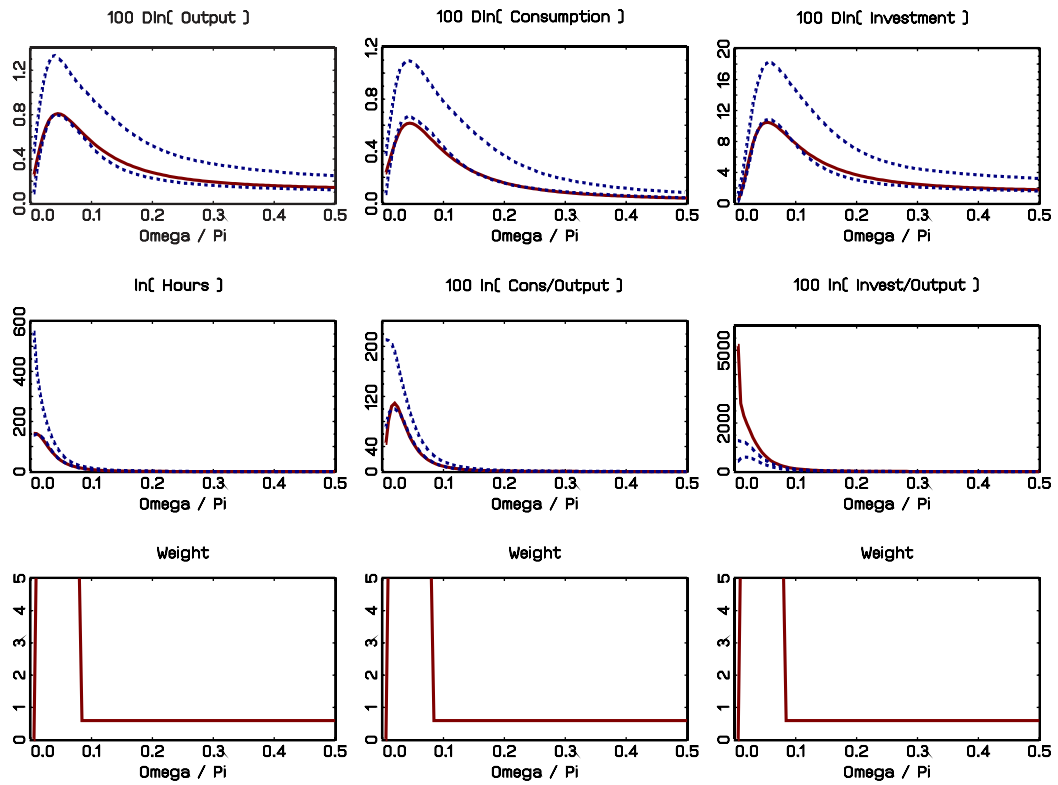 100 Dln( Output )
100 Dln( Consumption )
100 Dln( Investment )
0.0 0.4 0.8 1.2
0.0 0.1 0.2 0.3 0.4 0.5
Omega / Pi
0.0 0.4 0.8 1.2
0.0 0.1 0.2 0.3 0.4 0.5
Omega / Pi
0 4 8 12 16 20
0.0 0.1 0.2 0.3 0.4 0.5
Omega / Pi
ln( Hours )
100 ln( Cons/Output )
100 ln( Invest/Output )
0 200 400 600
0.0 0.1 0.2 0.3 0.4 0.5
Omega / Pi
0 40 120 200
0.0 0.1 0.2 0.3 0.4 0.5
Omega / Pi
0 2000 5000
0.0 0.1 0.2 0.3 0.4 0.5
Omega / Pi
Weight
Weight
Weight
0 1 2 3 4 5
0.0 0.1 0.2 0.3 0.4 0.5
Omega / Pi
0 1 2 3 4 5
0.0 0.1 0.2 0.3 0.4 0.5
Omega / Pi
0 1 2 3 4 5
0.0 0.1 0.2 0.3 0.4 0.5
Omega / Pi